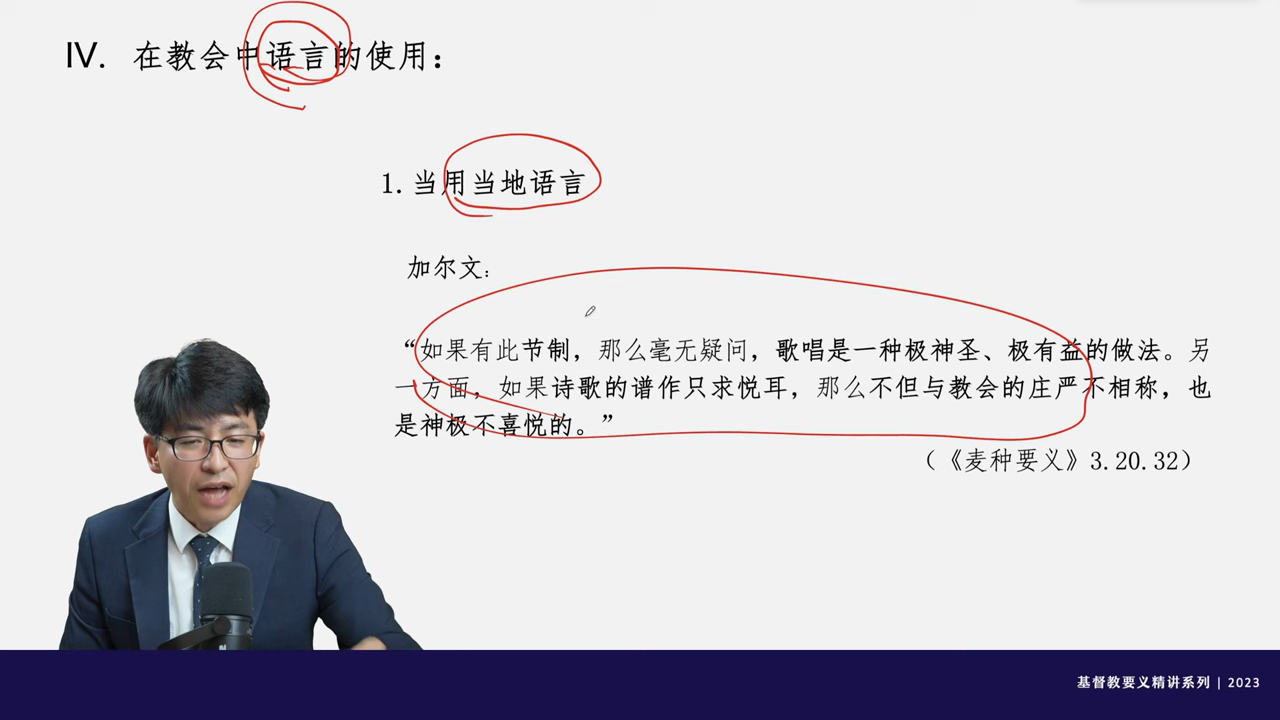 IV. 在教会中语言的使用：
1.当用当地语言
加尔文：
“如果有此节制，那么毫无疑问，歌唱是一种极神圣、极有益的做法。另
一方面，如果诗歌的谱作只求悦耳，那么不但与教会的庄严不相称，也
是神极不喜悦的。”
（《麦种要义》3.20.32）
基督教要义精讲系列 | 2023